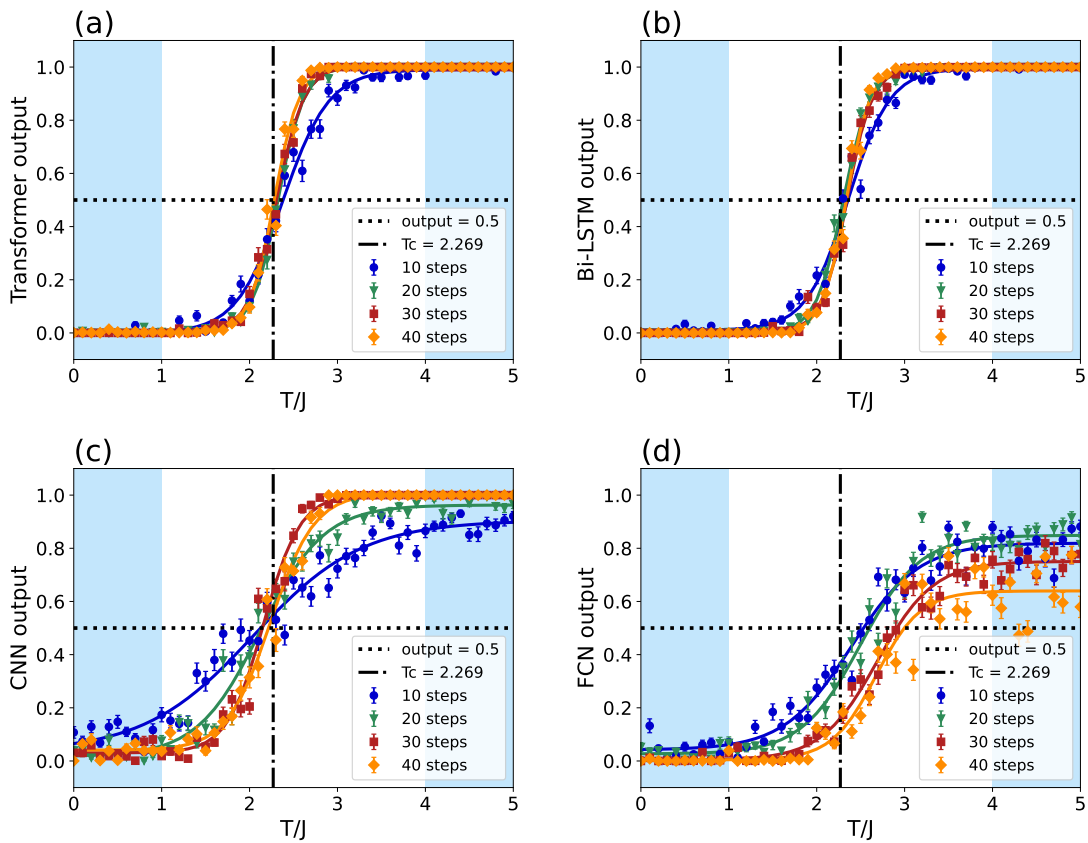 (a)
Transformer output
1.0
0.8
0.6
0.4
0.2
0.0
output = 0.5
Tc = 2.269
10 steps
20 steps
30 steps
40 steps
0 1 2 3 4 5
T/J
(b)
Bi-LSTM output
1.0
0.8
0.6
0.4
0.2
0.0
output = 0.5
Tc = 2.269
10 steps
20 steps
30 steps
40 steps
0 1 2 3 4 5
T/J
(c)
CNN output
1.0
0.8
0.6
0.4
0.2
0.0
output = 0.5
Tc = 2.269
10 steps
20 steps
30 steps
40 steps
0 1 2 3 4 5
T/J
(d)
FCN output
1.0
0.8
0.6
0.4
0.2
0.0
output = 0.5
Tc = 2.269
10 steps
20 steps
30 steps
40 steps
0 1 2 3 4 5
T/J